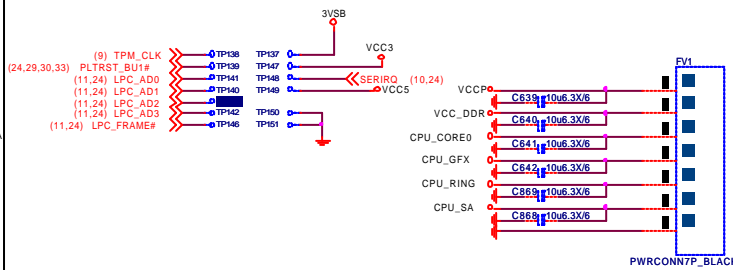 3VSB
(9) TPM_CLK TP138 TP137
VCC3
(24,29,30,33) PLTRST_BU1# TP139 TP147
(11,24) LPC_AD0 TP141 TP148 SERIRQ (10,24)
(11,24) LPC_AD1 TP140 TP149 VCC5
(11,24) LPC_AD2
(11,24) LPC_AD3 TP142 TP150
(11,24) LPC_FRAME# TP146 TP151
FV1
VCCP
C639 10u6.3X/6
VCC_DDR
C640 10u6.3X/6
CPU_CORE0
C641 10u6.3X/6
CPU_GFX
C642 10u6.3X/6
CPU_RING
C869 10u6.3X/6
CPU_SA
C868 10u6.3X/6
PWRCONN7P_BLACK